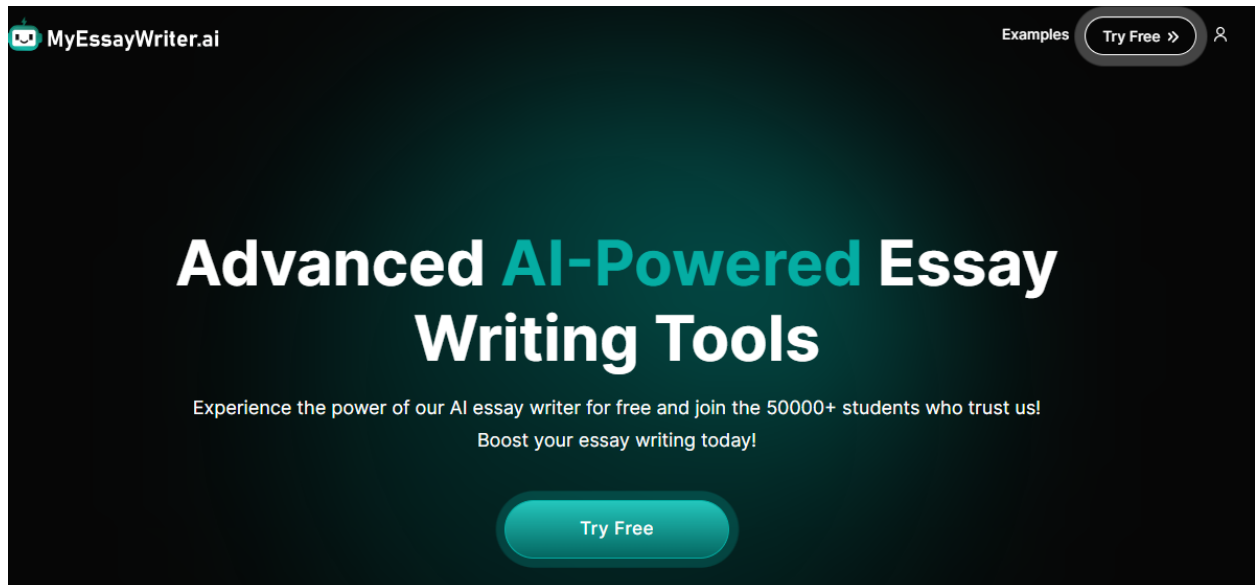 MyEssayWriter.ai
Examples
Try Free »
Advanced AI-Powered Essay
Writing Tools
Experience the power of our AI essay writer for free and join the 50000+ students who trust us!
Boost your essay writing today!
Try Free